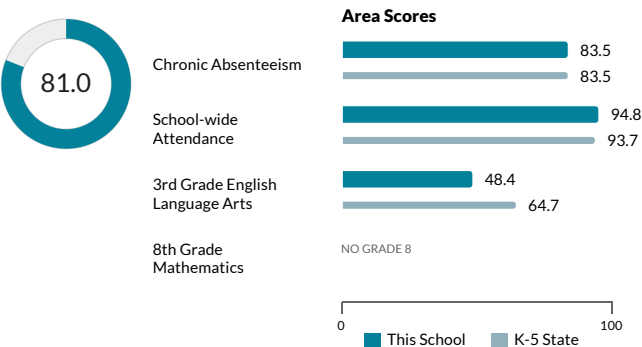 Area Scores
81.0
Chronic Absenteeism
83.5
83.5
School-wide
Attendance
94.8
93.7
3rd Grade English
Language Arts
48.4
64.7
8th Grade
Mathematics
NO GRADE 8
0
100
This School
K-5 State